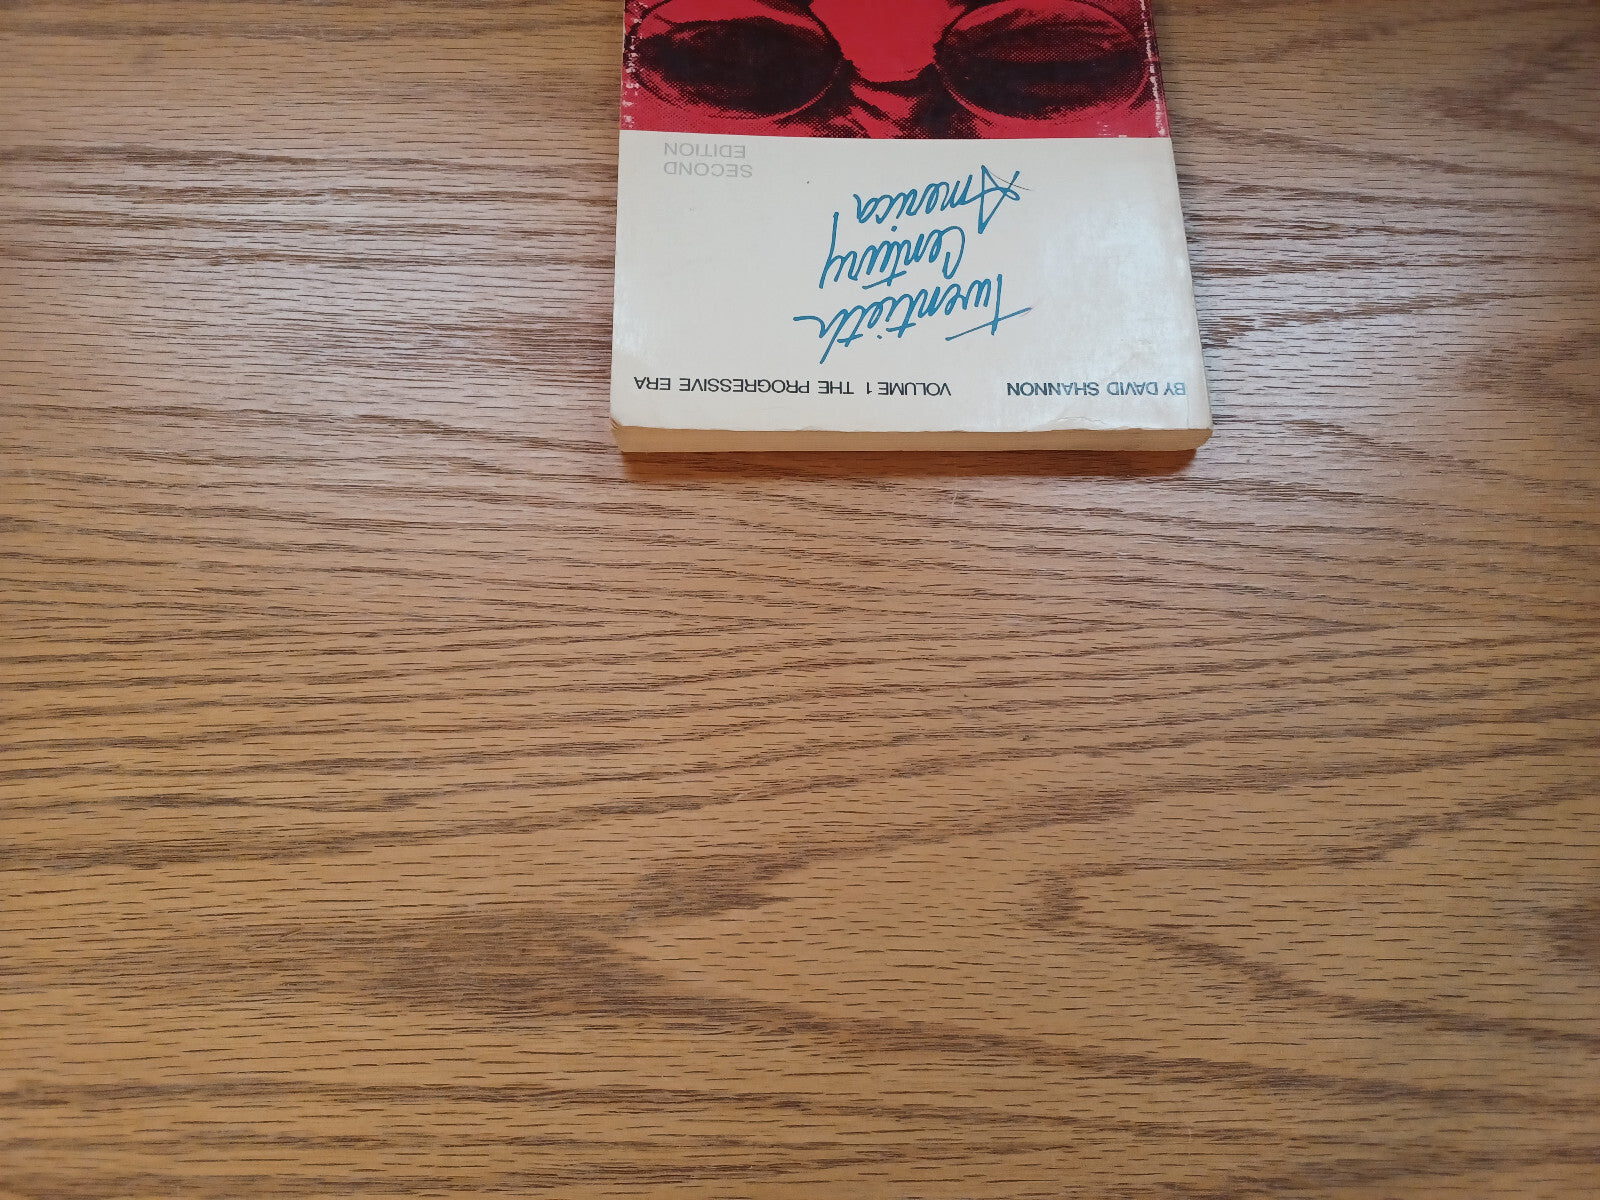 BY DAVID SHANNON VOLUME 1 THE PROGRESSIVE ERA
Twentieth
Century
America
SECOND
EDITION